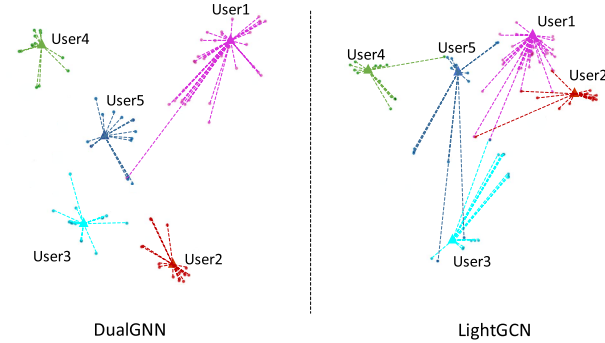 User1
User4
User5
User3
User2
DualGNN
User1
User5
User4
User2
User3
LightGCN